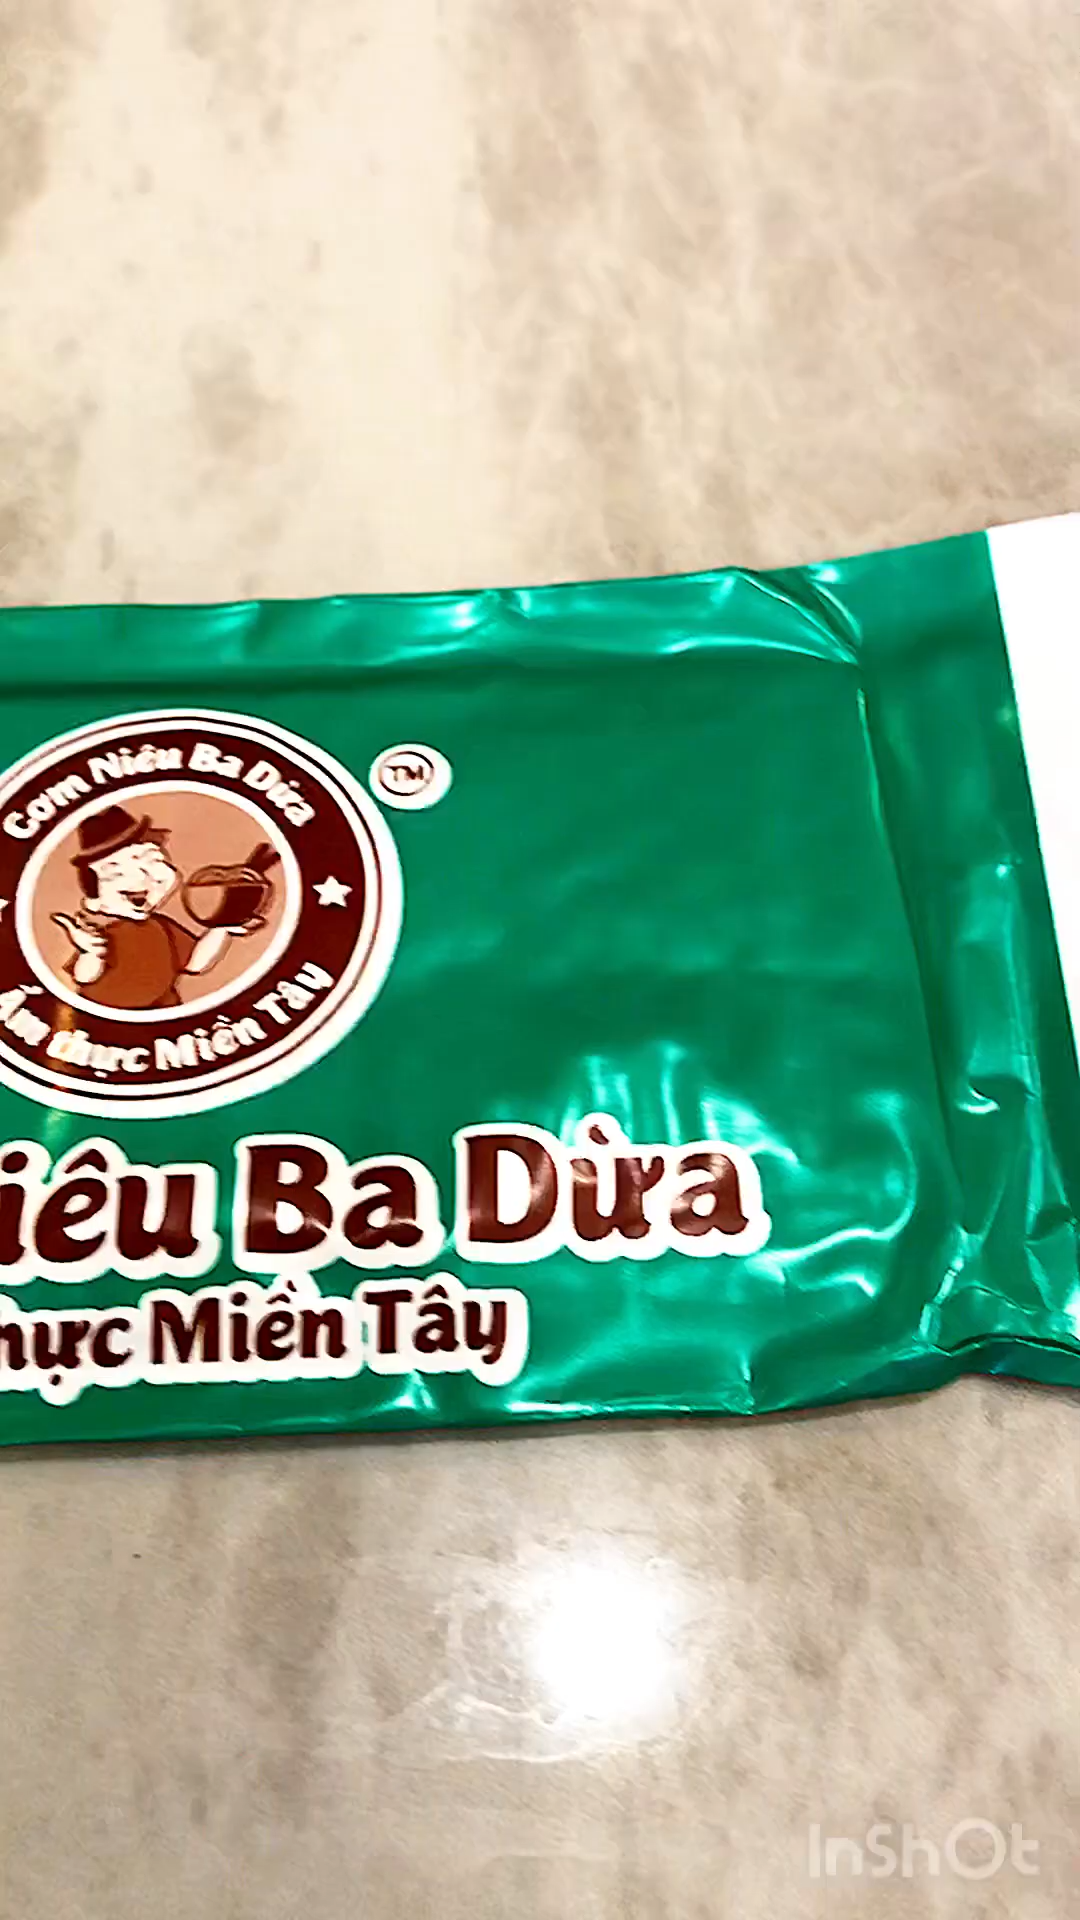 Cơm Niêu Ba Dừa
TM
Ẩm thực Miền Tây
iêu Ba Dừa
hực Miền Tây
InShOt